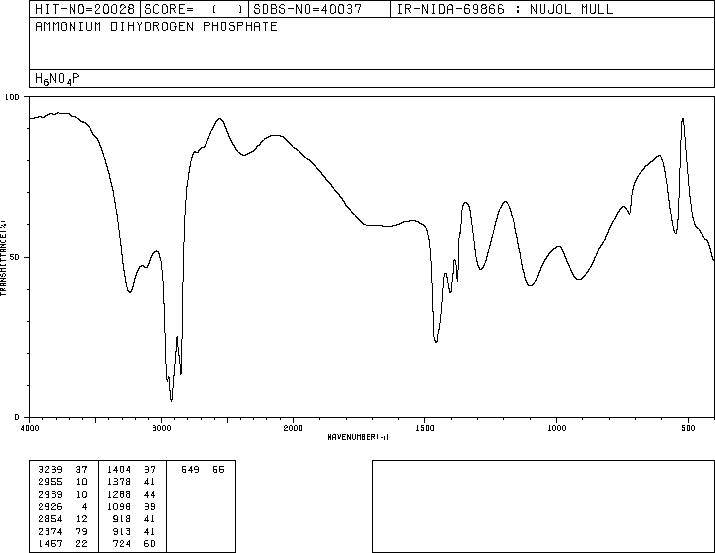 HIT-NO=20028 SCORE= ( ) SDBS-NO=40037 IR-NIDA-69866 : NUJOL MULL
AMMONIUM DIHYDROGEN PHOSPHATE
H6NO4P
100
50
0
TRANSMITTANCE(%)
4000 3000 2000 1500 1000 500
WAVENUMBER(-1)
3239 37 1404 37 549 55
2955 10 1378 41
2939 10 1288 44
2926 4 1098 39
2854 12 918 41
2374 79 913 41
1457 22 724 60